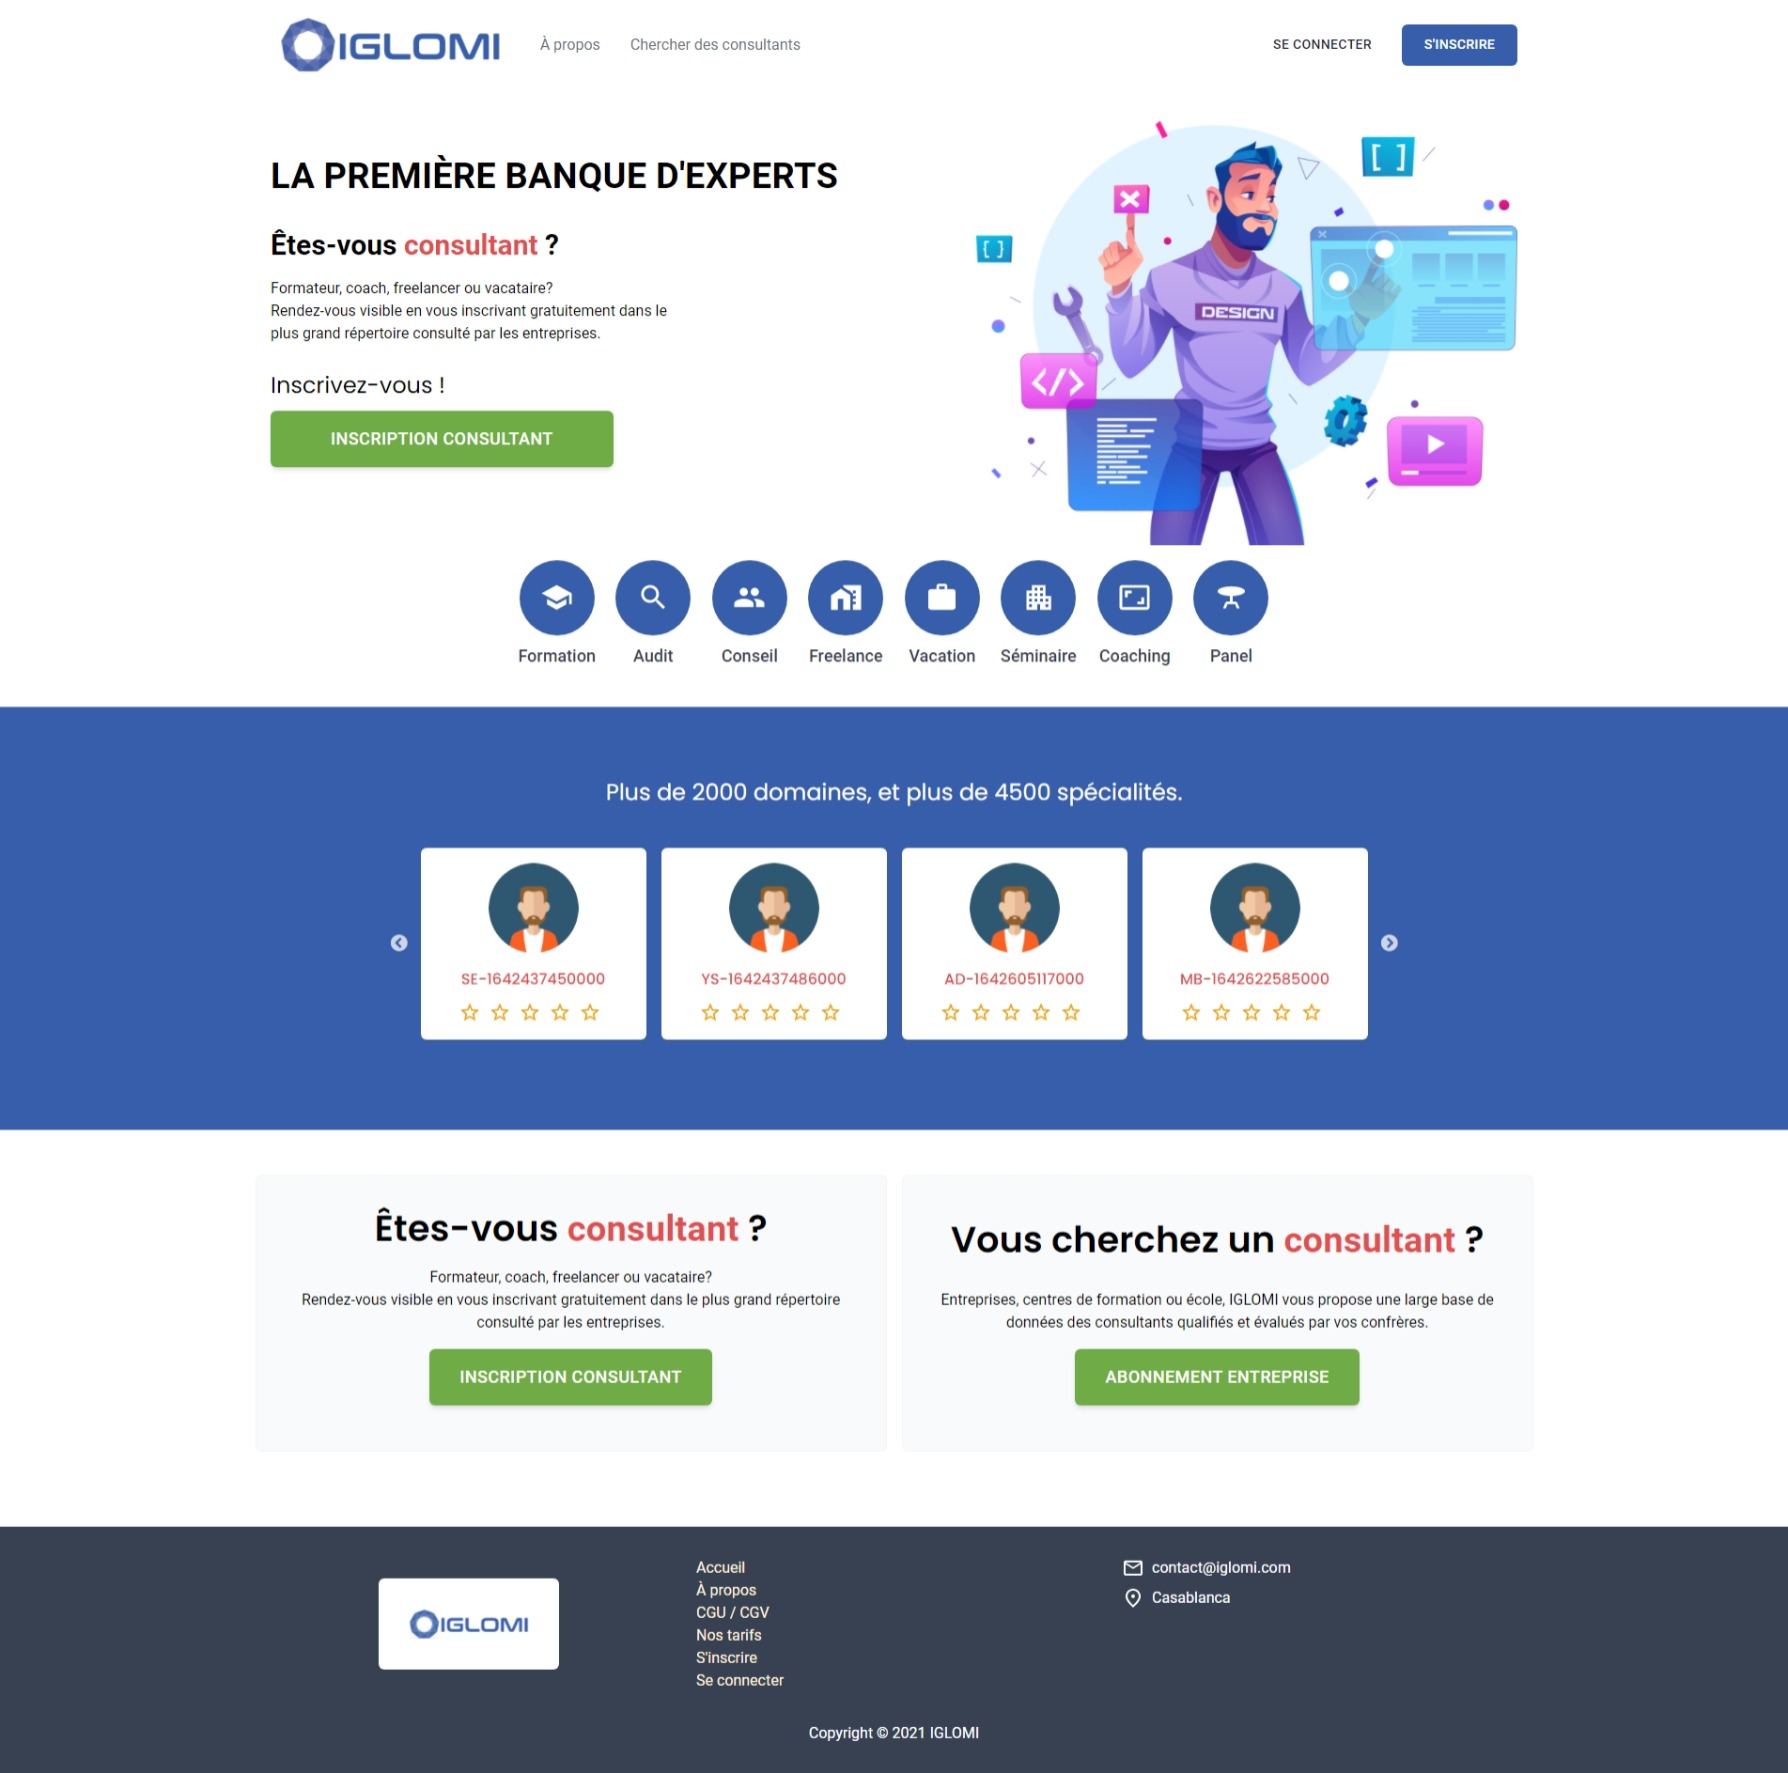 IGLOMI
À propos
Chercher des consultants
SE CONNECTER
S'INSCRIRE
LA PREMIÈRE BANQUE D'EXPERTS
Êtes-vous consultant ?
Formateur, coach, freelancer ou vacataire?
Rendez-vous visible en vous inscrivant gratuitement dans le
plus grand répertoire consulté par les entreprises.
Inscrivez-vous !
INSCRIPTION CONSULTANT
DESIGN
Formation
Audit
Conseil
Freelance
Vacation
Séminaire
Coaching
Panel
Plus de 2000 domaines, et plus de 4500 spécialités.
SE-1642437450000
YS-1642437486000
AD-1642605117000
MB-1642622585000
Êtes-vous consultant ?
Formateur, coach, freelancer ou vacataire?
Rendez-vous visible en vous inscrivant gratuitement dans le plus grand répertoire
consulté par les entreprises.
INSCRIPTION CONSULTANT
Vous cherchez un consultant ?
Entreprises, centres de formation ou école, IGLOMI vous propose une large base de
données des consultants qualifiés et évalués par vos confrères.
ABONNEMENT ENTREPRISE
IGLOMI
Accueil
À propos
CGU / CGV
Nos tarifs
S'inscrire
Se connecter
contact@iglomi.com
Casablanca
Copyright © 2021 IGLOMI